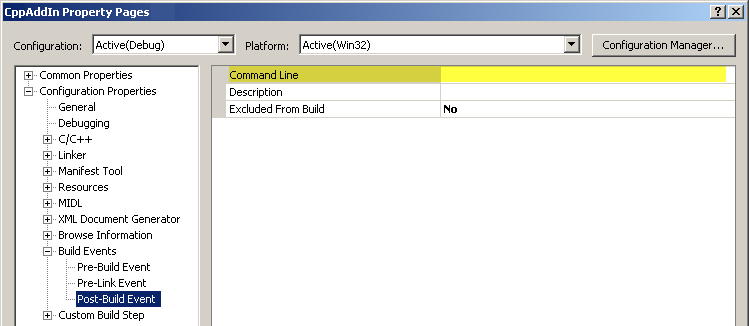 CppAddIn Property Pages
Configuration: Active(Debug) Platform: Active(Win32) Configuration Manager...
Common Properties
Configuration Properties
General
Debugging
C/C++
Linker
Manifest Tool
Resources
MIDL
XML Document Generator
Browse Information
Build Events
Pre-Build Event
Pre-Link Event
Post-Build Event
Custom Build Step
Command Line
Description
Excluded From Build No